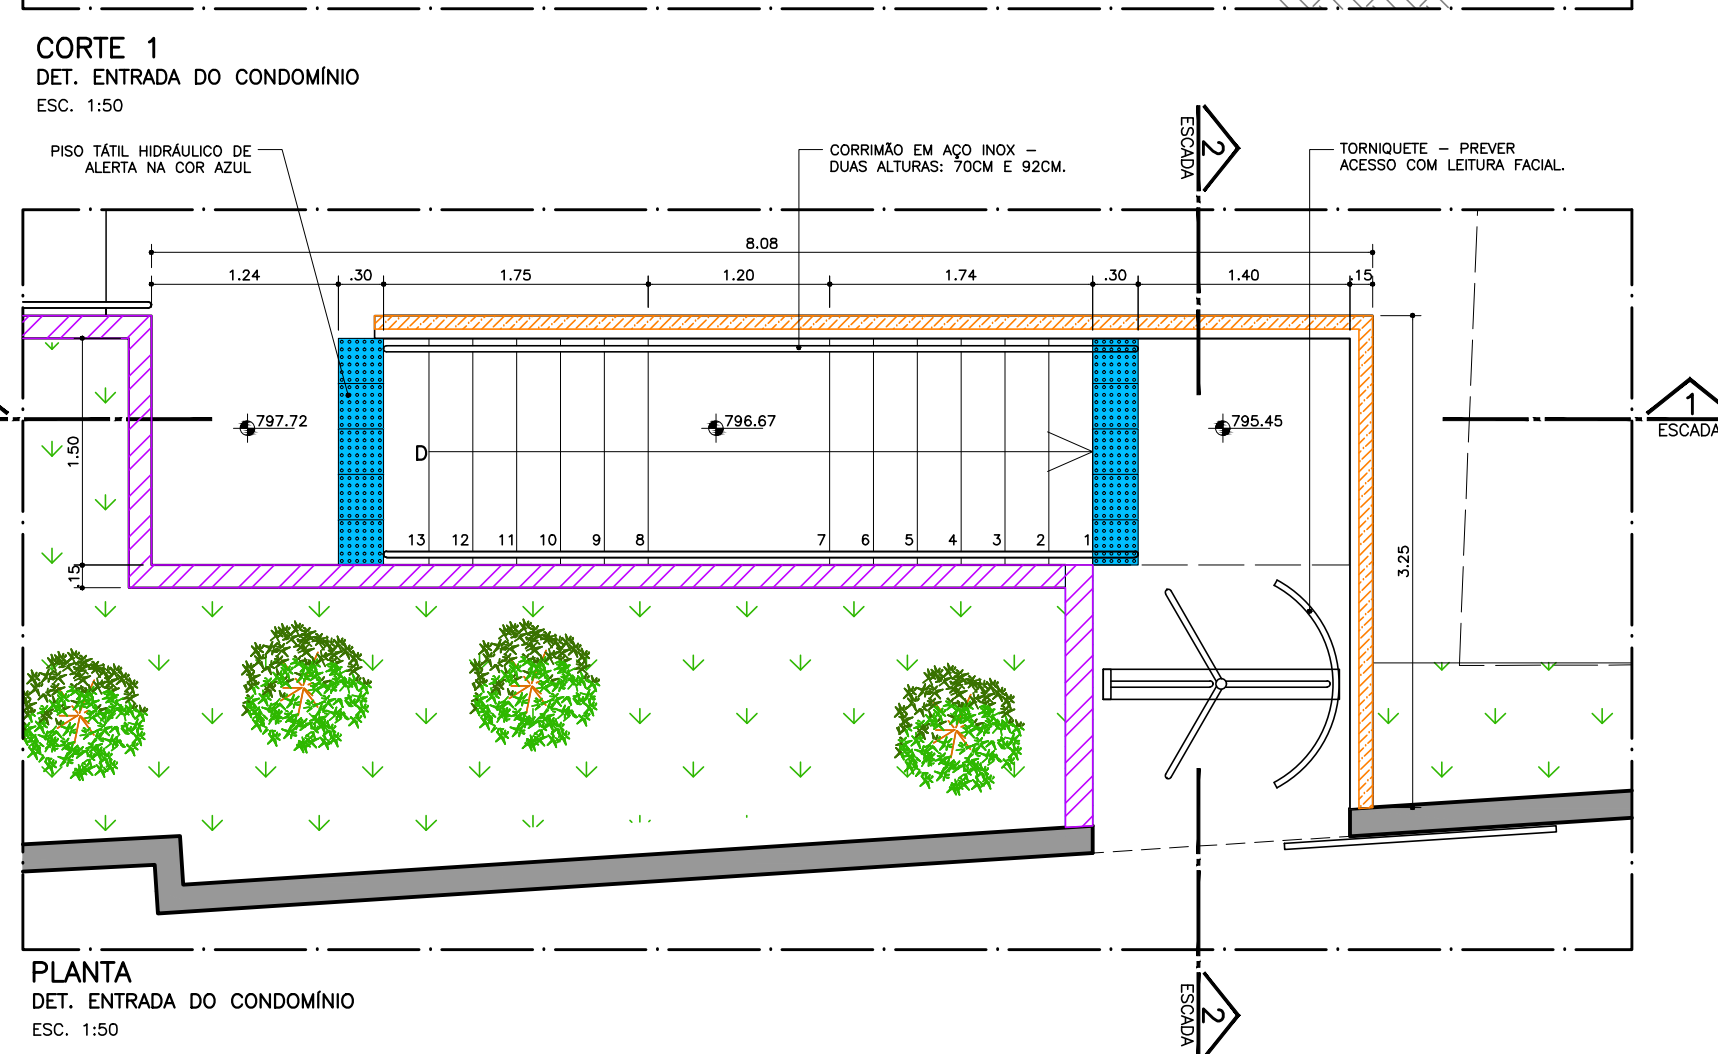 CORTE 1
DET. ENTRADA DO CONDOMÍNIO
ESC. 1:50
PISO TÁTIL HIDRÁULICO DE
ALERTA NA COR AZUL
CORRIMÃO EM AÇO INOX –
DUAS ALTURAS: 70CM E 92CM.
ESCADA
2
TORNIQUETE – PREVER
ACESSO COM LEITURA FACIAL.
8.08
1.24
.30
1.75
1.20
1.74
.30
1.40
.15
797.72
796.67
795.45
1
ESCADA
1.50
D
13
12
11
10
9
8
7
6
5
4
3
2
1
.15
3.25
PLANTA
DET. ENTRADA DO CONDOMÍNIO
ESC. 1:50
ESCADA
2